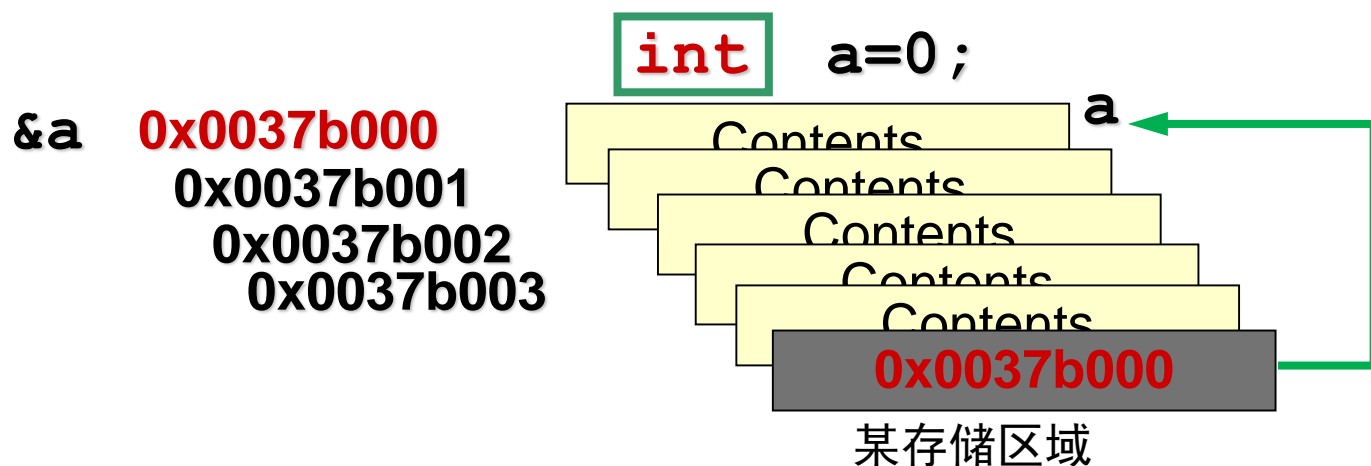 int a=0;
a
&a 0x0037b000
Contents
0x0037b001
Contents
0x0037b002
Contents
0x0037b003
Contents
Contents
0x0037b000
某存储区域